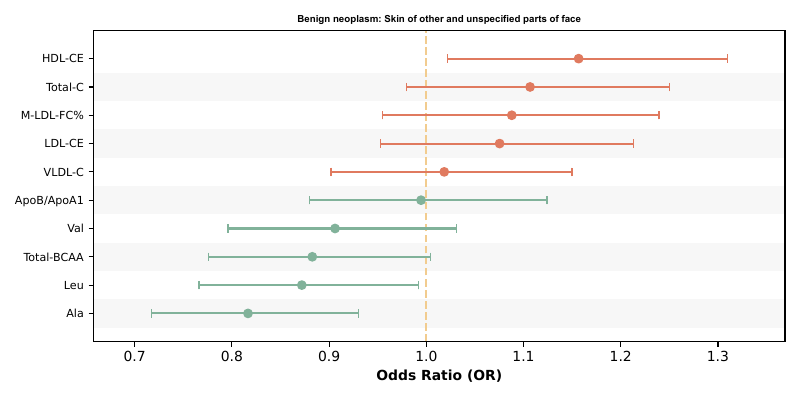 Benign neoplasm: Skin of other and unspecified parts of face
HDL-CE
Total-C
M-LDL-FC%
LDL-CE
VLDL-C
ApoB/ApoA1
Val
Total-BCAA
Leu
Ala
0.7 0.8 0.9 1.0 1.1 1.2 1.3
Odds Ratio (OR)